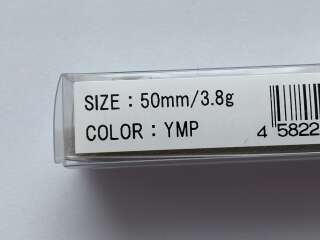 SIZE : 50mm/3.8g
COLOR : YMP
4 5822